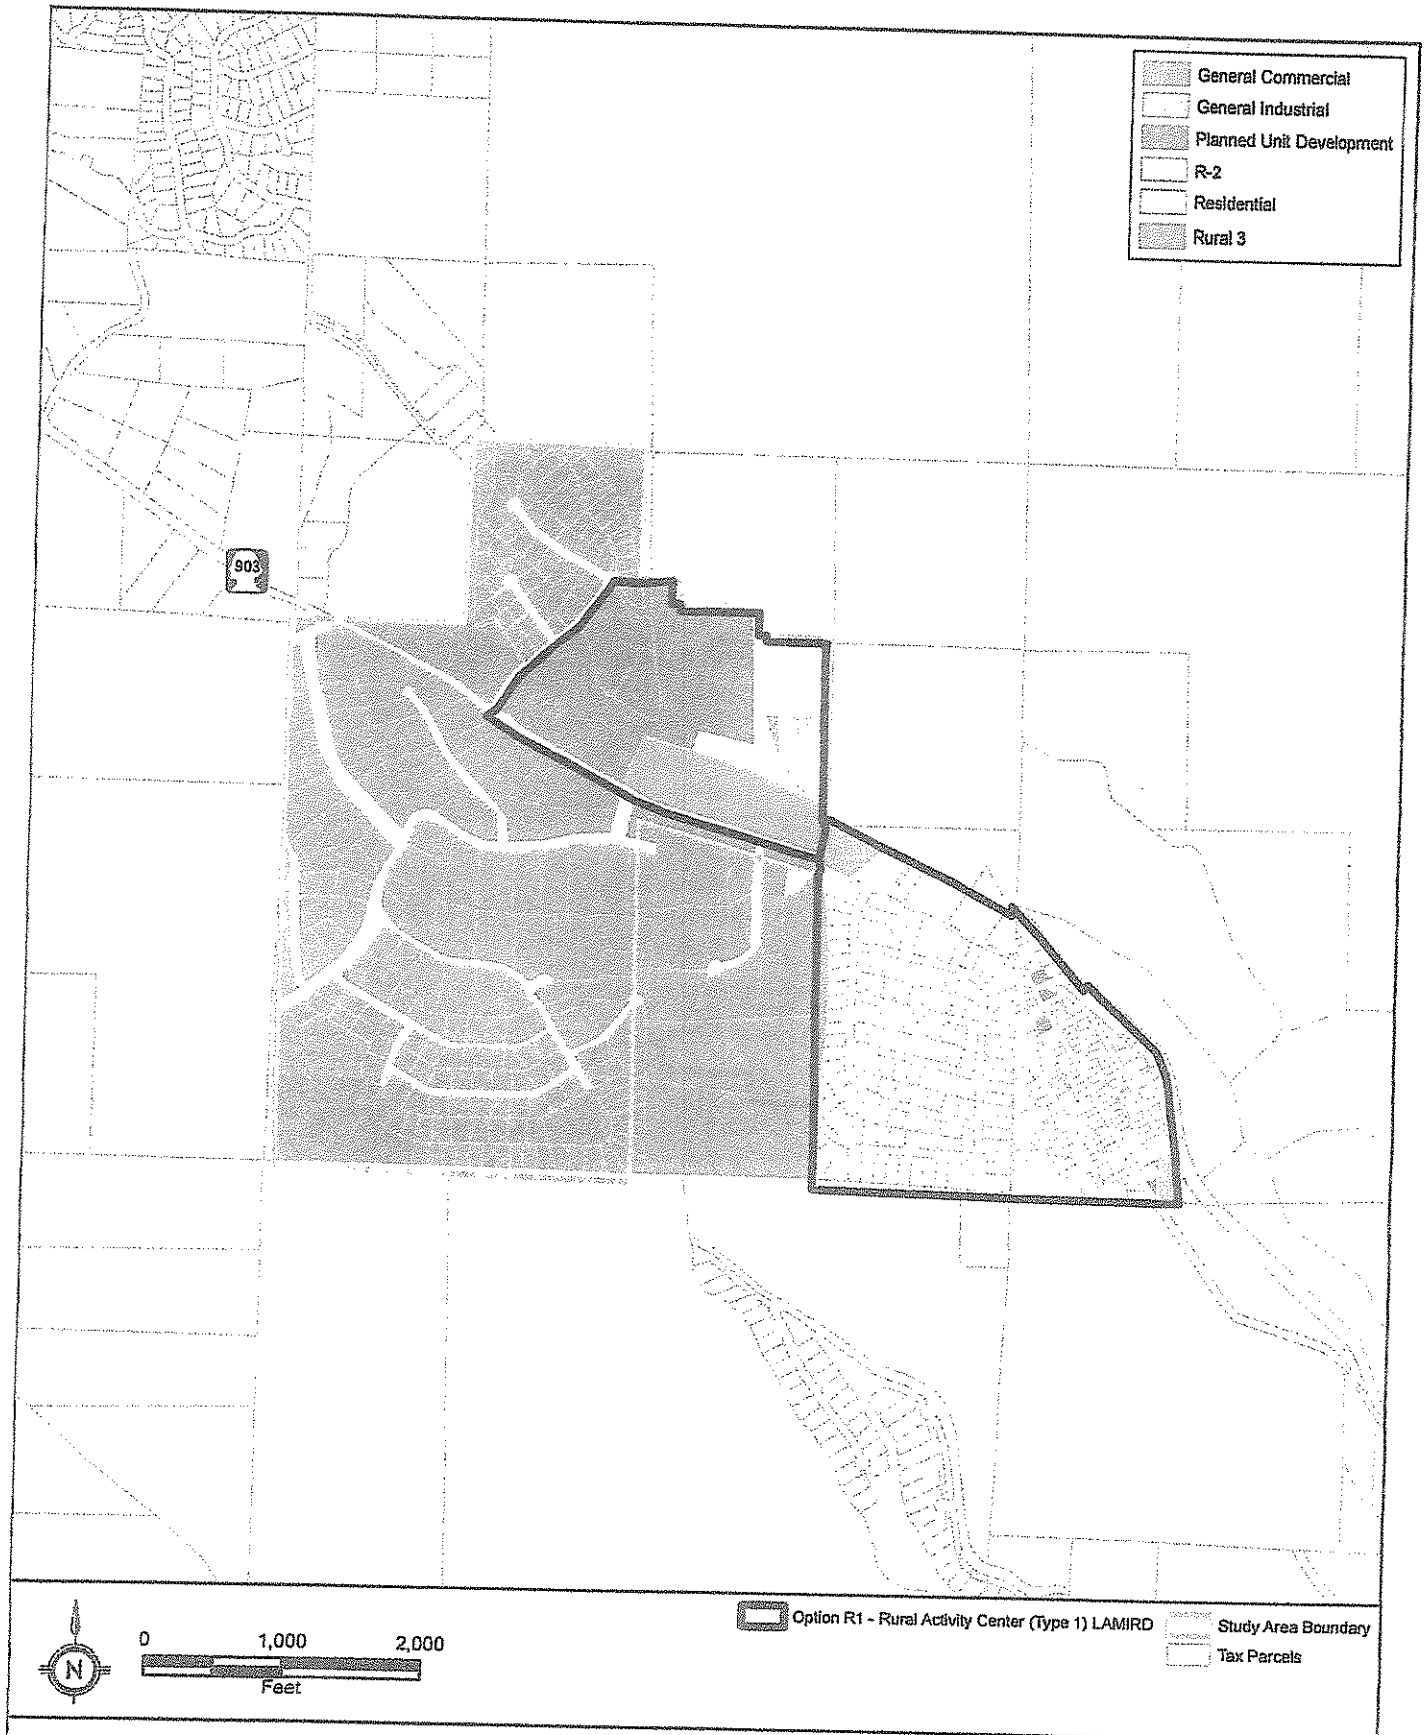 General Commercial
General Industrial
Planned Unit Development
R-2
Residential
Rural 3
903
N
0 1,000 2,000
Feet
Option R1 - Rural Activity Center (Type 1) LAMIRD
Study Area Boundary
Tax Parcels